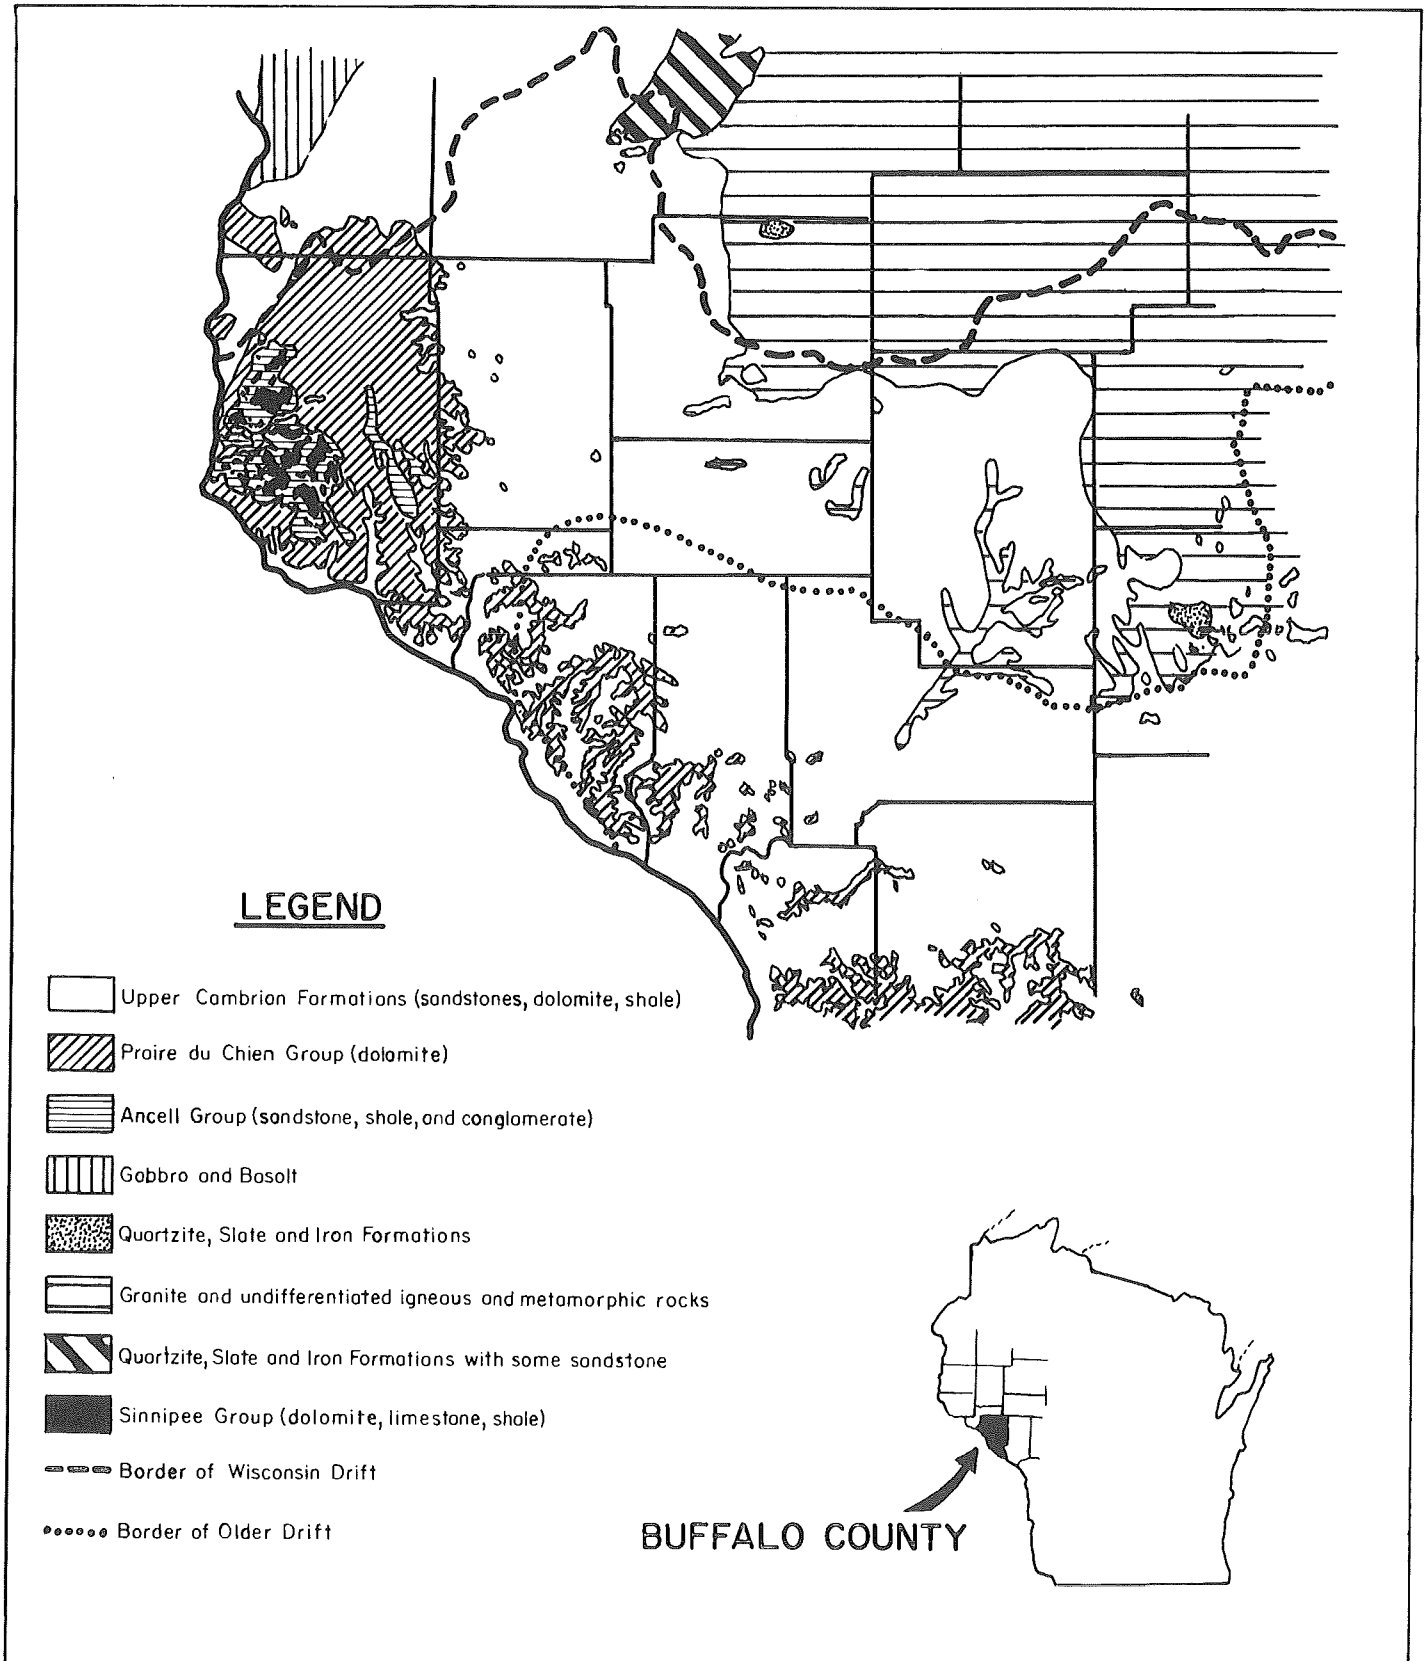 LEGEND
Upper Cambrian Formations (sandstones, dolomite, shale)
Praire du Chien Group (dolomite)
Ancell Group (sandstone, shale, and conglomerate)
Gabbro and Basalt
Quartzite, Slate and Iron Formations
Granite and undifferentiated igneous and metamorphic rocks
Quartzite, Slate and Iron Formations with some sandstone
Sinnipee Group (dolomite, limestone, shale)
Border of Wisconsin Drift
Border of Older Drift
BUFFALO COUNTY